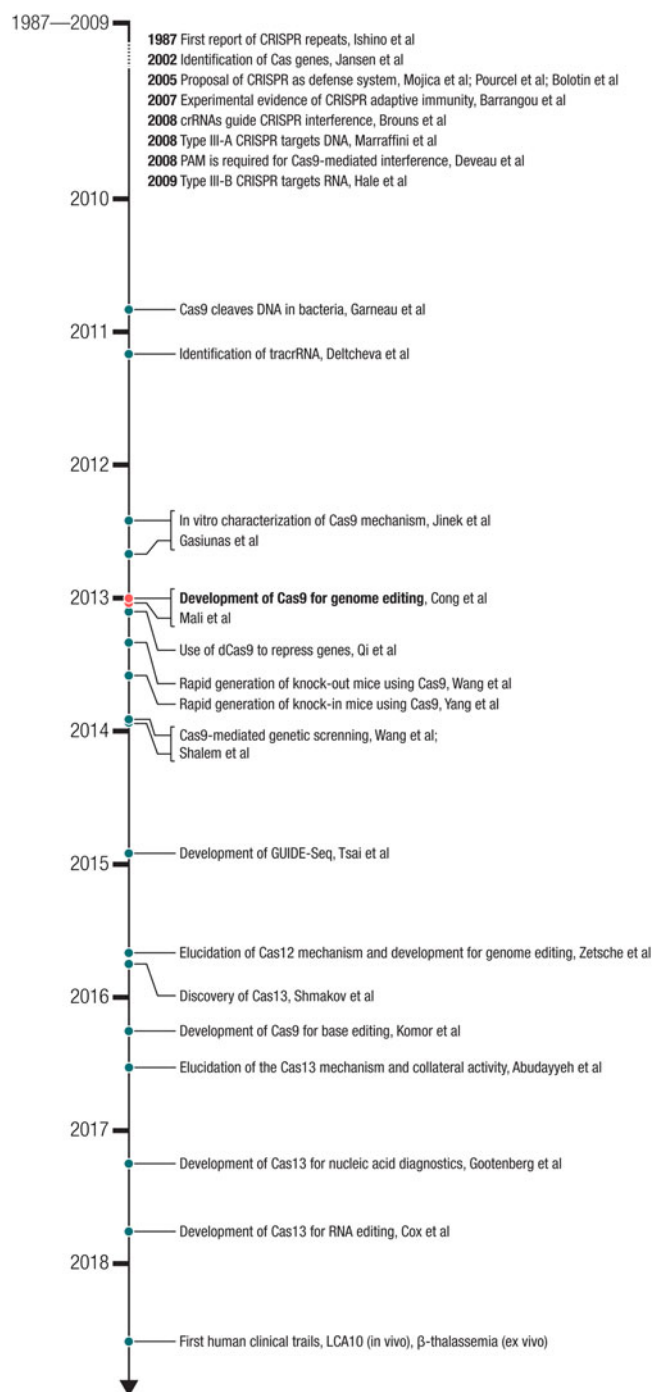 1987—2009
1987 First report of CRISPR repeats, Ishino et al
2002 Identification of Cas genes, Jansen et al
2005 Proposal of CRISPR as defense system, Mojica et al; Pourcel et al; Bolotin et al
2007 Experimental evidence of CRISPR adaptive immunity, Barrangou et al
2008 crRNAs guide CRISPR interference, Brouns et al
2008 Type III-A CRISPR targets DNA, Marraffini et al
2008 PAM is required for Cas9-mediated interference, Deveau et al
2009 Type III-B CRISPR targets RNA, Hale et al
2010
Cas9 cleaves DNA in bacteria, Garneau et al
2011
Identification of tracrRNA, Deltcheva et al
2012
In vitro characterization of Cas9 mechanism, Jinek et al
Gasiunas et al
2013
Development of Cas9 for genome editing, Cong et al
Mali et al
Use of dCas9 to repress genes, Qi et al
Rapid generation of knock-out mice using Cas9, Wang et al
Rapid generation of knock-in mice using Cas9, Yang et al
2014
Cas9-mediated genetic screnning, Wang et al;
Shalem et al
Development of GUIDE-Seq, Tsai et al
2015
Elucidation of Cas12 mechanism and development for genome editing, Zetsche et al
2016
Discovery of Cas13, Shmakov et al
Development of Cas9 for base editing, Komor et al
Elucidation of the Cas13 mechanism and collateral activity, Abudayyeh et al
2017
Development of Cas13 for nucleic acid diagnostics, Gootenberg et al
Development of Cas13 for RNA editing, Cox et al
2018
First human clinical trails, LCA10 (in vivo), β-thalassemia (ex vivo)